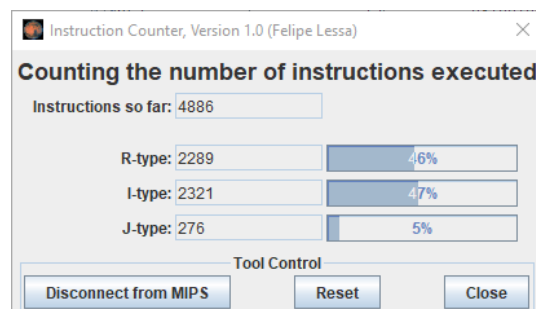 Instruction Counter, Version 1.0 (Felipe Lessa)
Counting the number of instructions executed
Instructions so far: 4886
R-type: 2289 46%
I-type: 2321 47%
J-type: 276 5%
Tool Control
Disconnect from MIPS Reset Close